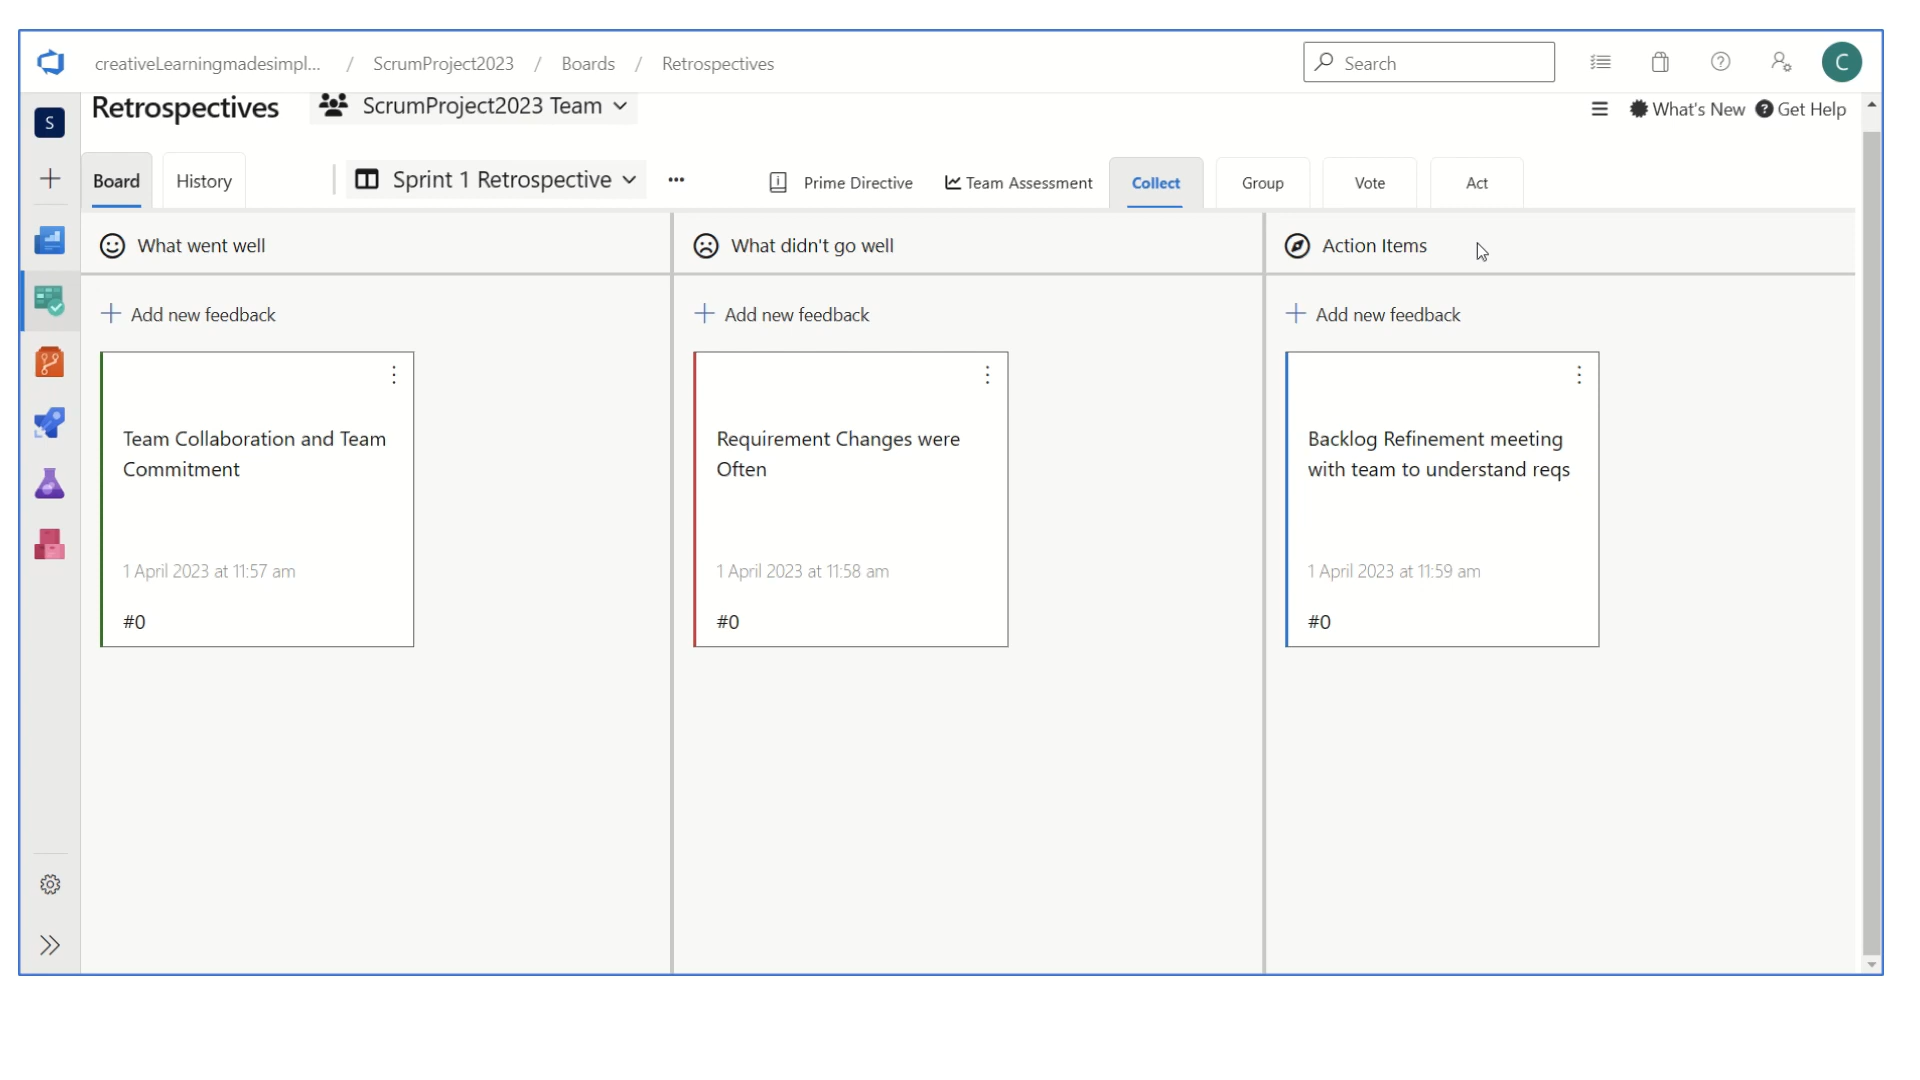 creativeLearningmadesimpl... / ScrumProject2023 / Boards / Retrospectives
Search
C
S
Retrospectives
ScrumProject2023 Team
What's New
Get Help
Board
History
Sprint 1 Retrospective
Prime Directive
Team Assessment
Collect
Group
Vote
Act
What went well
What didn't go well
Action Items
Add new feedback
Add new feedback
Add new feedback
Team Collaboration and Team
Commitment
1 April 2023 at 11:57 am
#0
Requirement Changes were
Often
1 April 2023 at 11:58 am
#0
Backlog Refinement meeting
with team to understand reqs
1 April 2023 at 11:59 am
#0